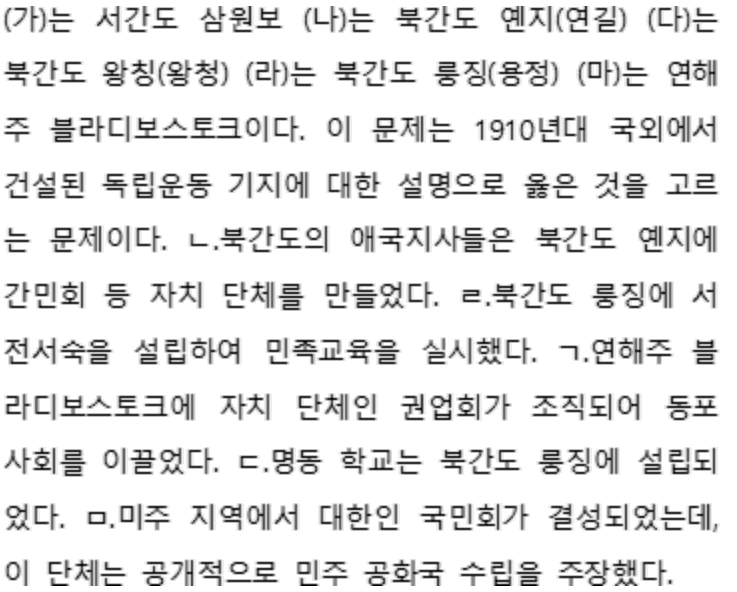 (가)는 서간도 삼원보 (나)는 북간도 옌지(연길) (다)는
북간도 왕칭(왕청) (라)는 북간도 룽징(용정) (마)는 연해
주 블라디보스토크이다. 이 문제는 1910년대 국외에서
건설된 독립운동 기지에 대한 설명으로 옳은 것을 고르
는 문제이다. ㄴ.북간도의 애국지사들은 북간도 옌지에
간민회 등 자치 단체를 만들었다. ㄹ.북간도 룽징에 서
전서숙을 설립하여 민족교육을 실시했다. ㄱ.연해주 블
라디보스토크에 자치 단체인 권업회가 조직되어 동포
사회를 이끌었다. ㄷ.명동 학교는 북간도 룽징에 설립되
었다. ㅁ.미주 지역에서 대한인 국민회가 결성되었는데,
이 단체는 공개적으로 민주 공화국 수립을 주장했다.